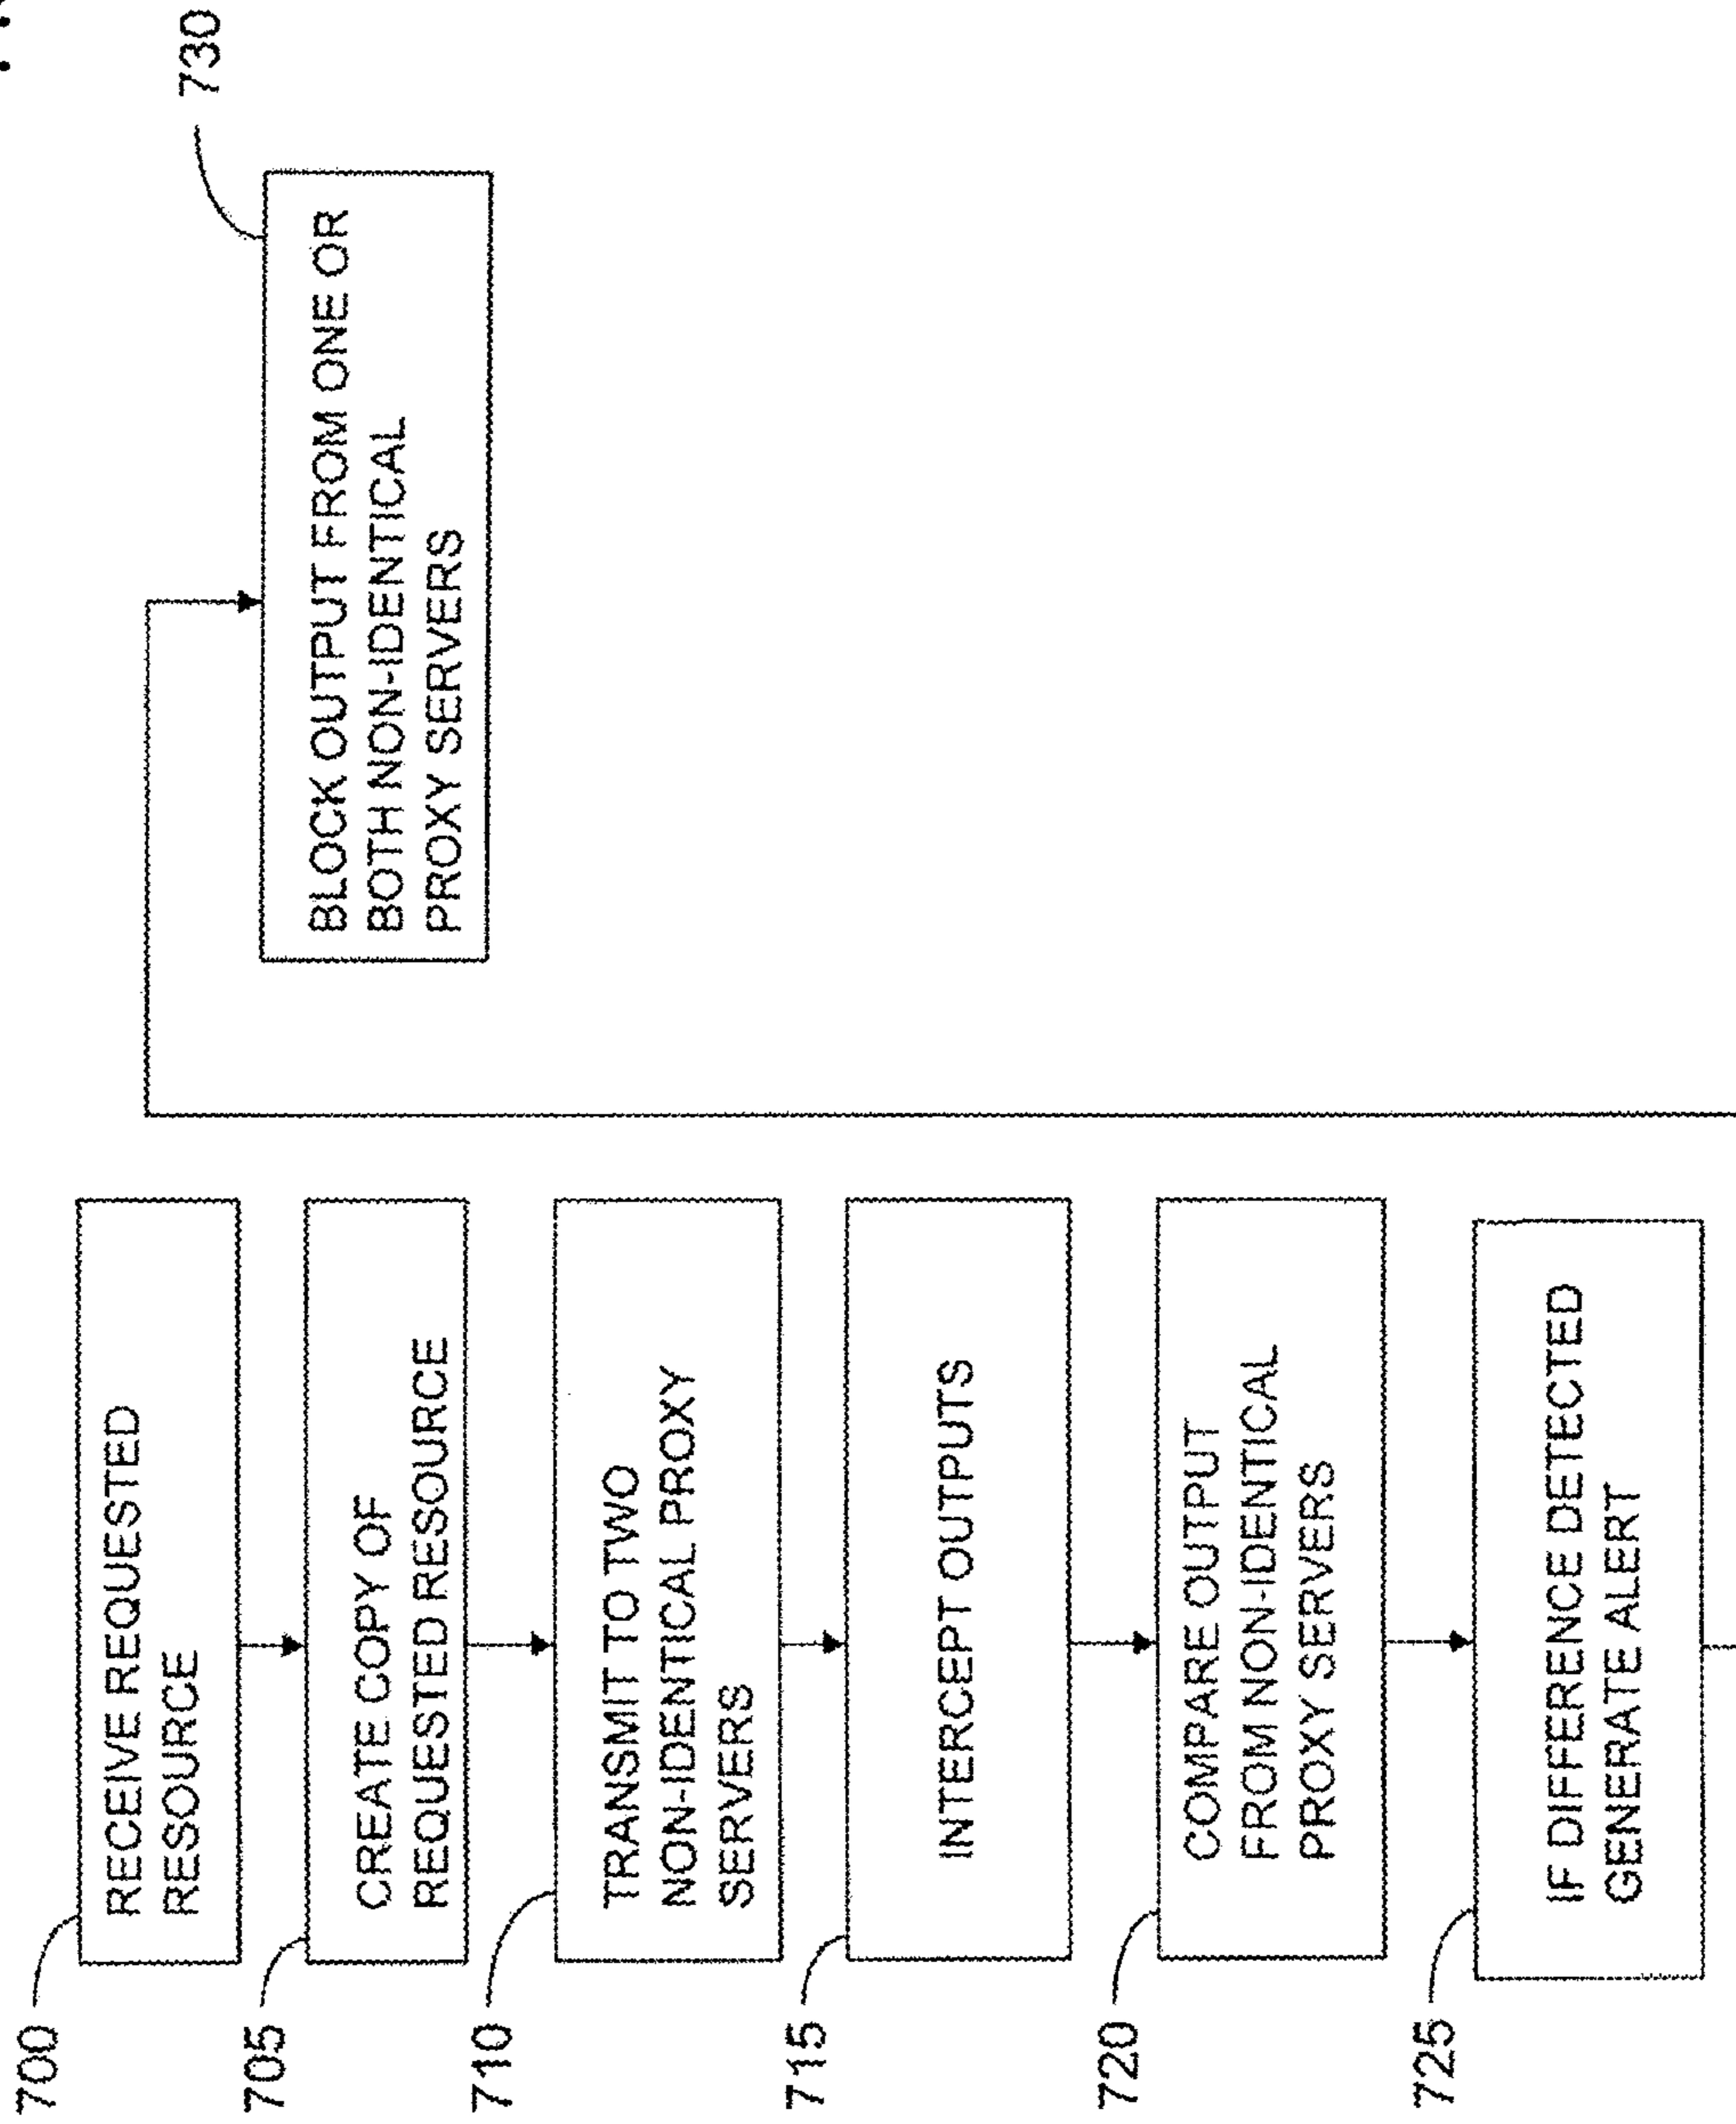 700
RECEIVE REQUESTED
RESOURCE
705
CREATE COPY OF
REQUESTED RESOURCE
710
TRANSMIT TO TWO
NON-IDENTICAL PROXY
SERVERS
715
INTERCEPT OUTPUTS
720
COMPARE OUTPUT
FROM NON-IDENTICAL
PROXY SERVERS
725
IF DIFFERENCE DETECTED
GENERATE ALERT
730
BLOCK OUTPUT FROM ONE OR
BOTH NON-IDENTICAL
PROXY SERVERS